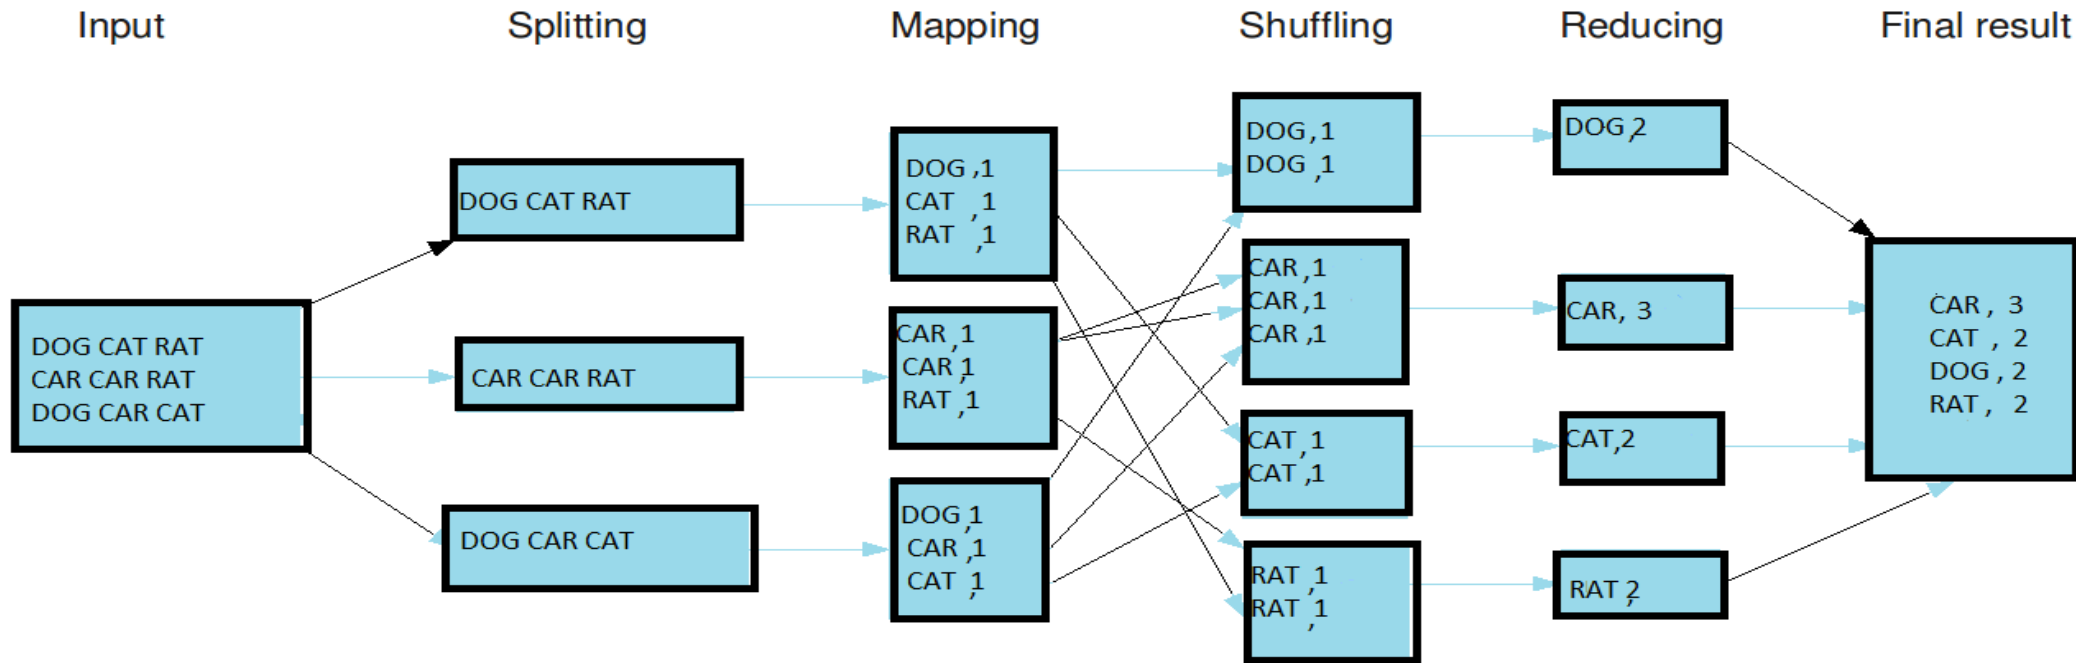 Input
Splitting
Mapping
Shuffling
Reducing
Final result
DOG CAT RAT
CAR CAR RAT
DOG CAR CAT
DOG CAT RAT
CAR CAR RAT
DOG CAR CAT
DOG ,1
CAT ,1
RAT ,1
CAR ,1
CAR,1
RAT ,1
DOG,1
CAR ,1
CAT ,1
DOG,1
DOG ,1
CAR ,1
CAR ,1
CAR ,1
CAT ,1
CAT ,1
RAT ,1
RAT ,1
DOG,2
CAR, 3
CAT,2
RAT,2
CAR , 3
CAT , 2
DOG , 2
RAT , 2